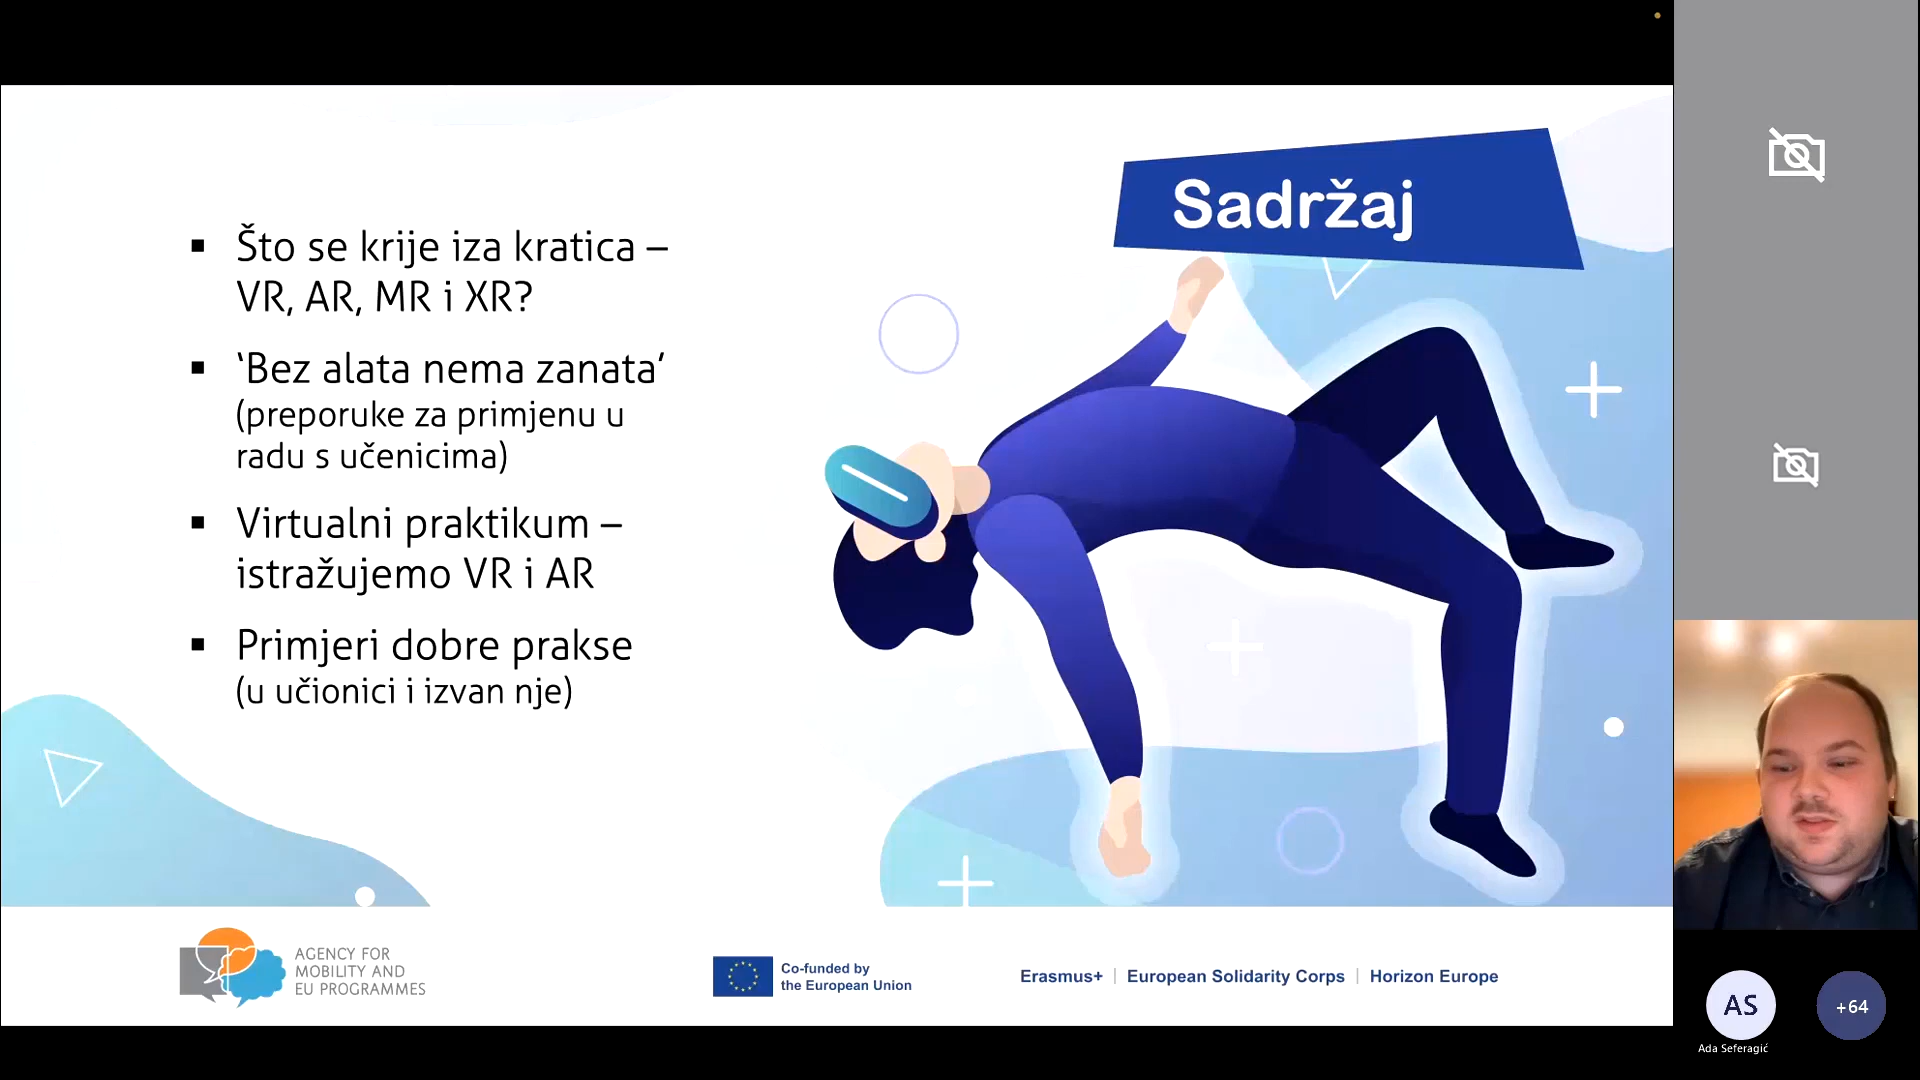 Sadržaj
▪ Što se krije iza kratica –
VR, AR, MR i XR?
▪ ‘Bez alata nema zanata’
(preporuke za primjenu u
radu s učenicima)
▪ Virtualni praktikum –
istražujemo VR i AR
▪ Primjeri dobre prakse
(u učionici i izvan nje)
AGENCY FOR
MOBILITY AND
EU PROGRAMMES
Co-funded by
the European Union
Erasmus+ | European Solidarity Corps | Horizon Europe
AS
Ada Seferagić
+64